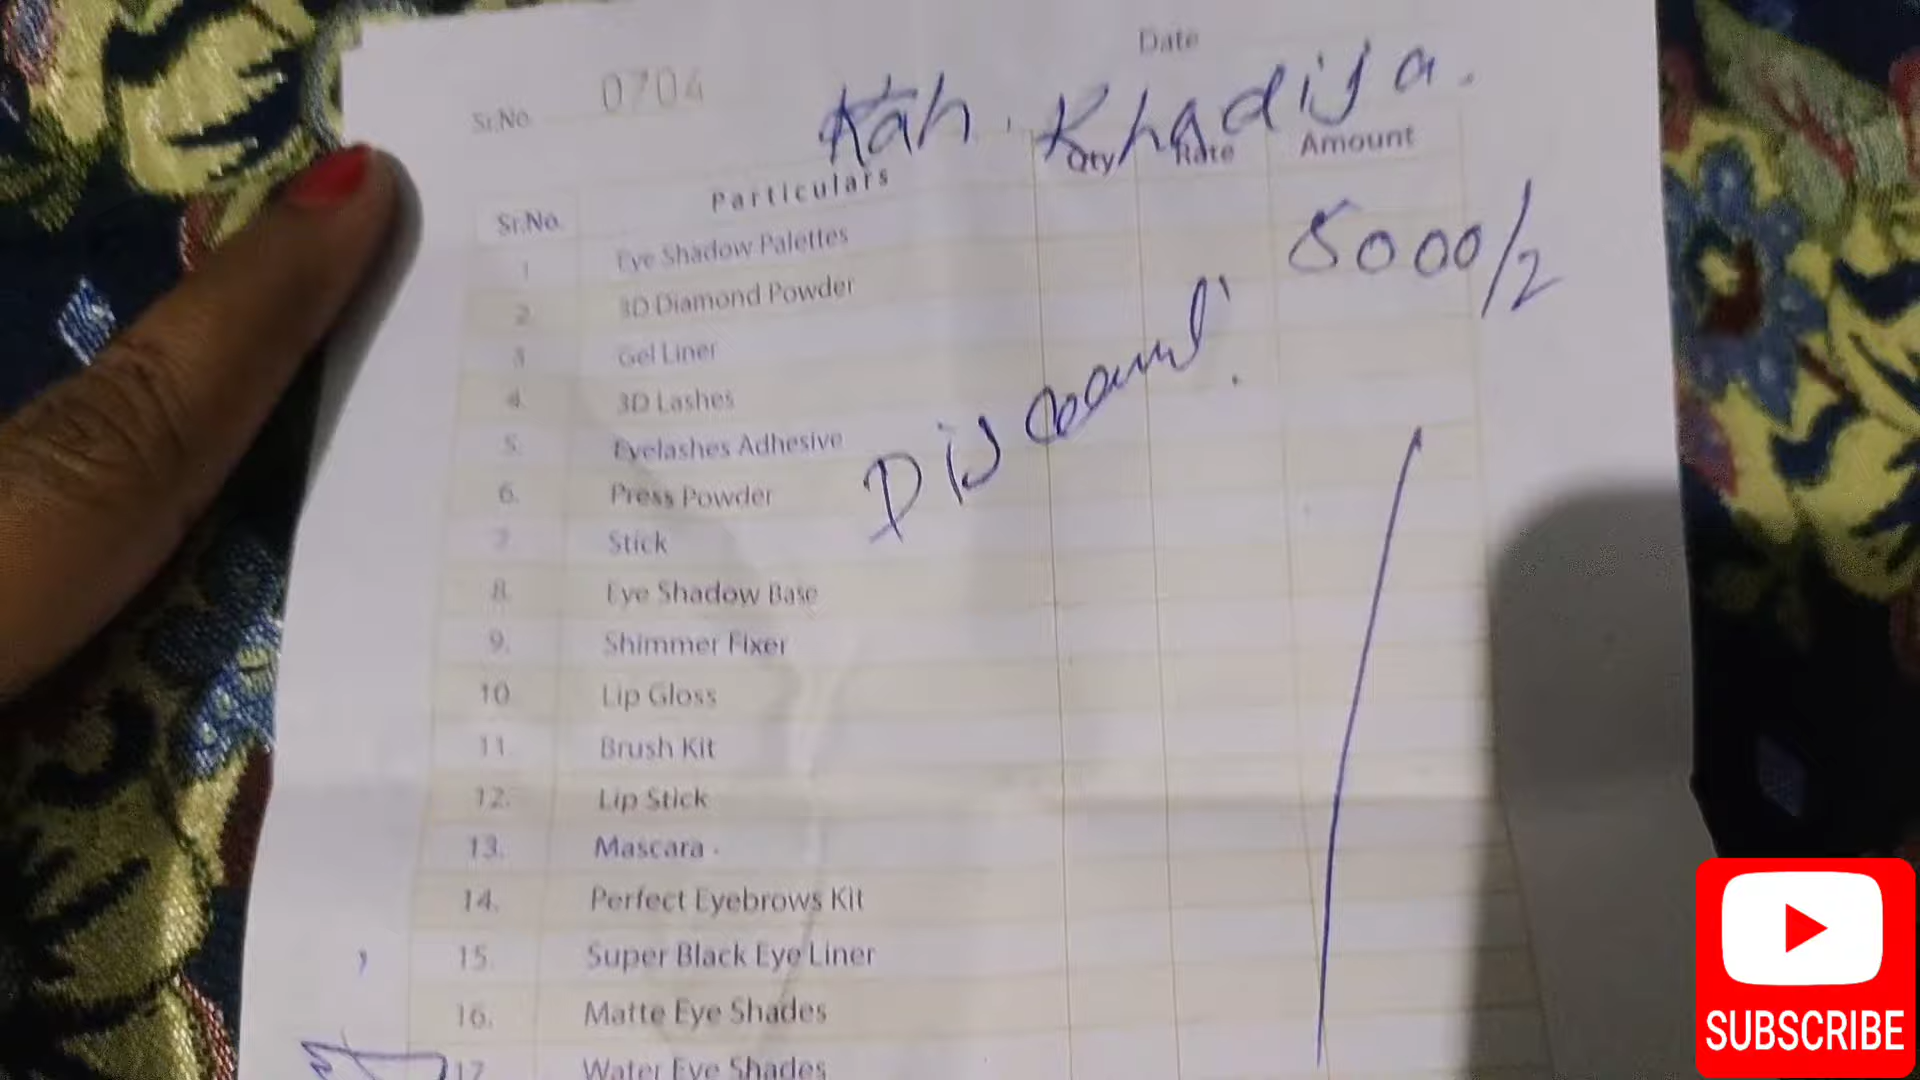 Date
Sr.No. 0704
Kah. Khadija.
Sr.No. Particulars Qty Rate Amount
1 Eye Shadow Palettes
5000/2
2 3D Diamond Powder
3 Gel Liner
4. 3D Lashes
Discount
5. Eyelashes Adhesive
6. Press Powder
7. Stick
8. Eye Shadow Base
9. Shimmer Fixer
10. Lip Gloss
11. Brush Kit
12. Lip Stick
13. Mascara
14. Perfect Eyebrows Kit
15. Super Black Eye Liner
16. Matte Eye Shades
17 Water Eye Shades
SUBSCRIBE